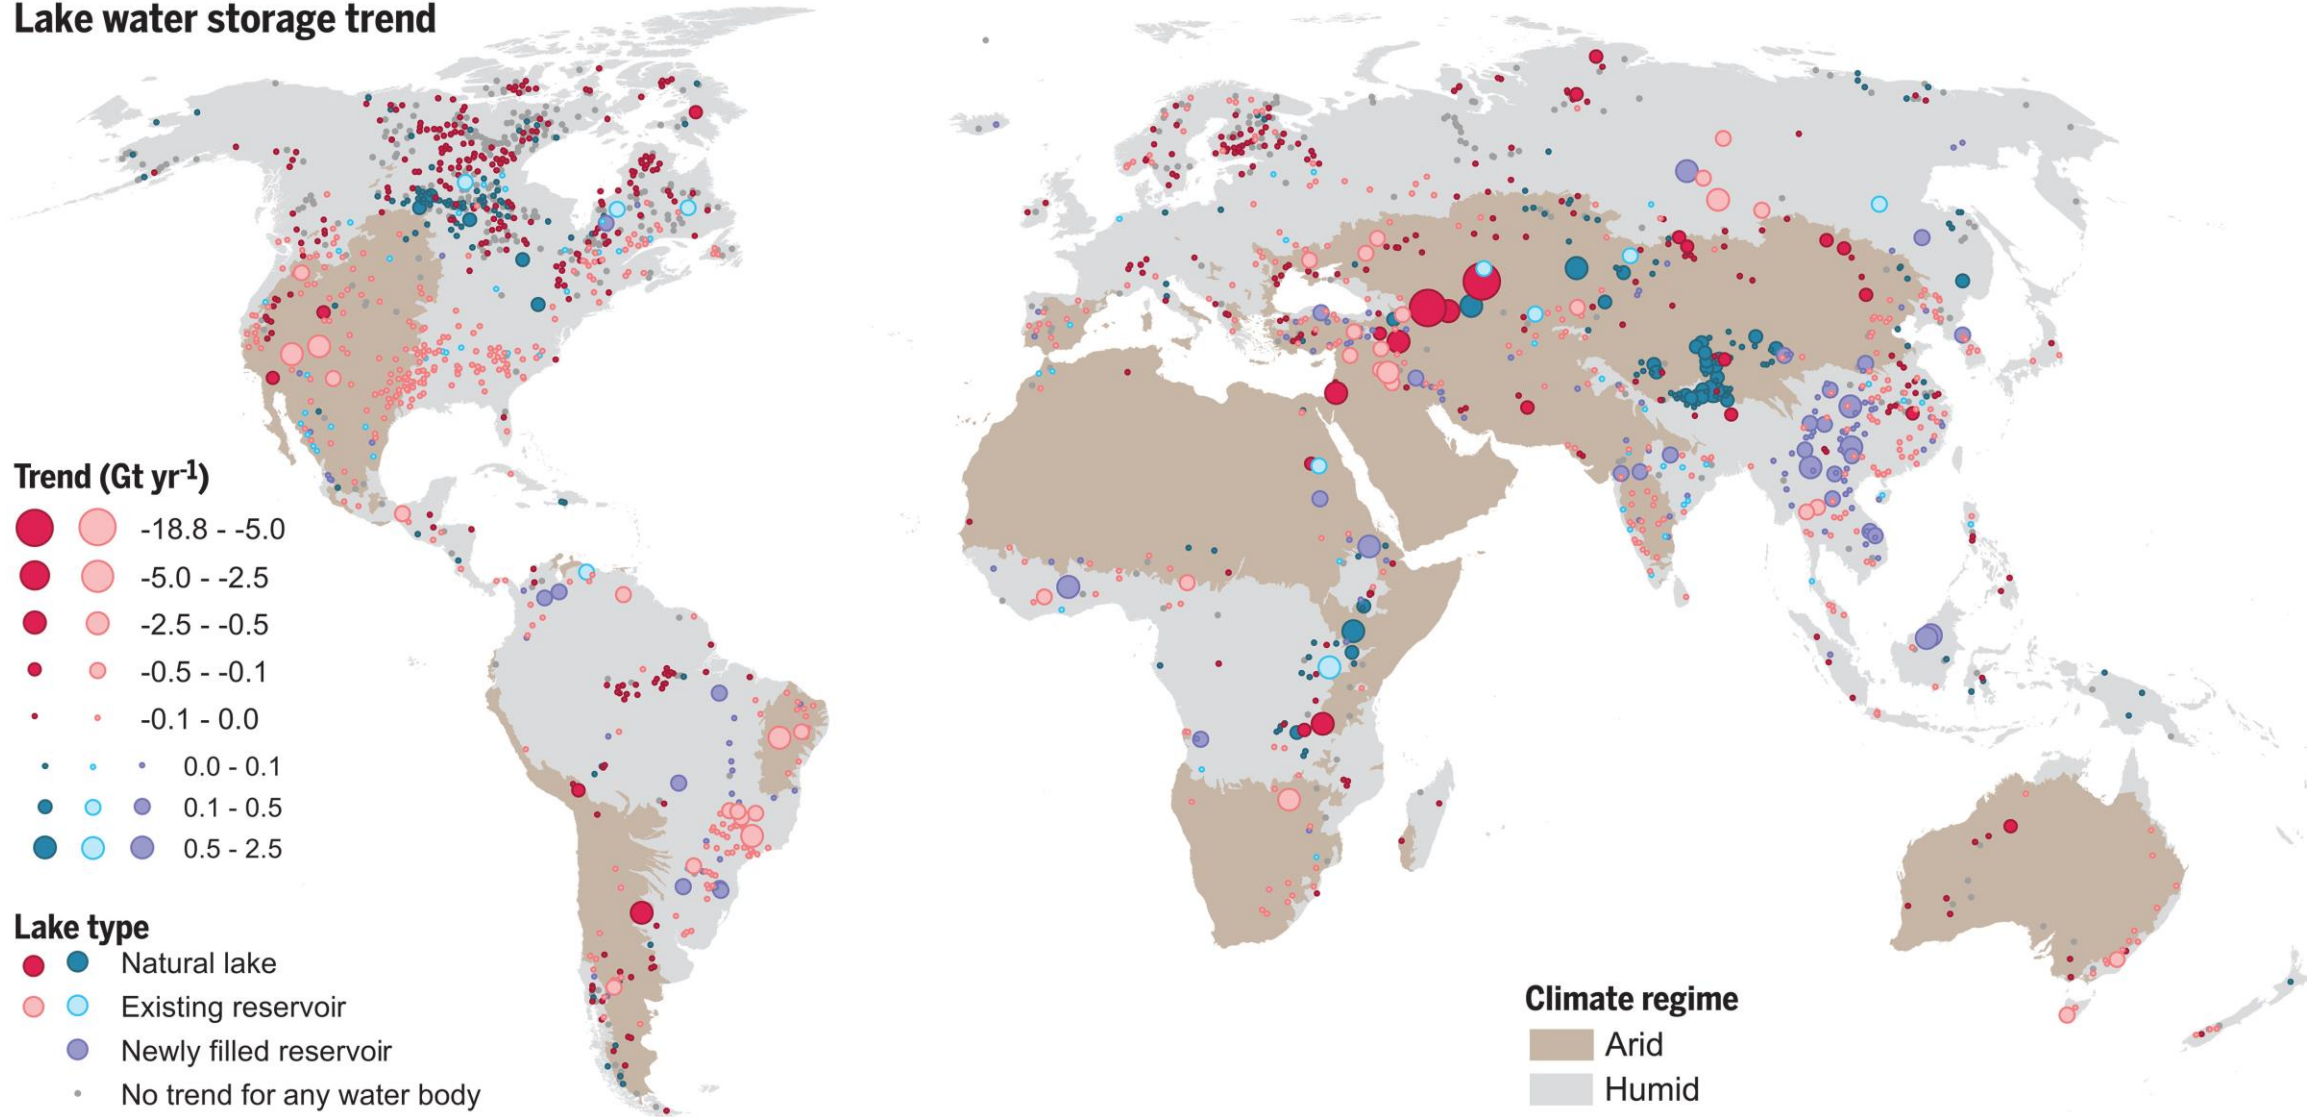 Lake water storage trend
Trend (Gt yr-1)
-18.8 - -5.0
-5.0 - -2.5
-2.5 - -0.5
-0.5 - -0.1
-0.1 - 0.0
0.0 - 0.1
0.1 - 0.5
0.5 - 2.5
Lake type
Natural lake
Existing reservoir
Newly filled reservoir
No trend for any water body
Climate regime
Arid
Humid